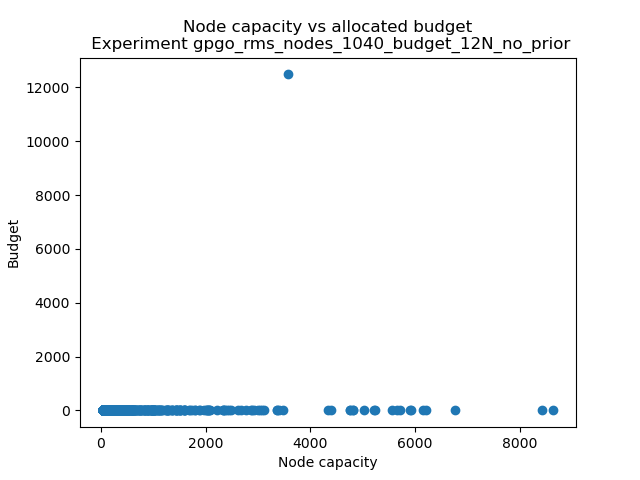 Node capacity vs allocated budget
Experiment gpgo_rms_nodes_1040_budget_12N_no_prior
12000
10000
8000
6000
4000
2000
0
Budget
0 2000 4000 6000 8000
Node capacity